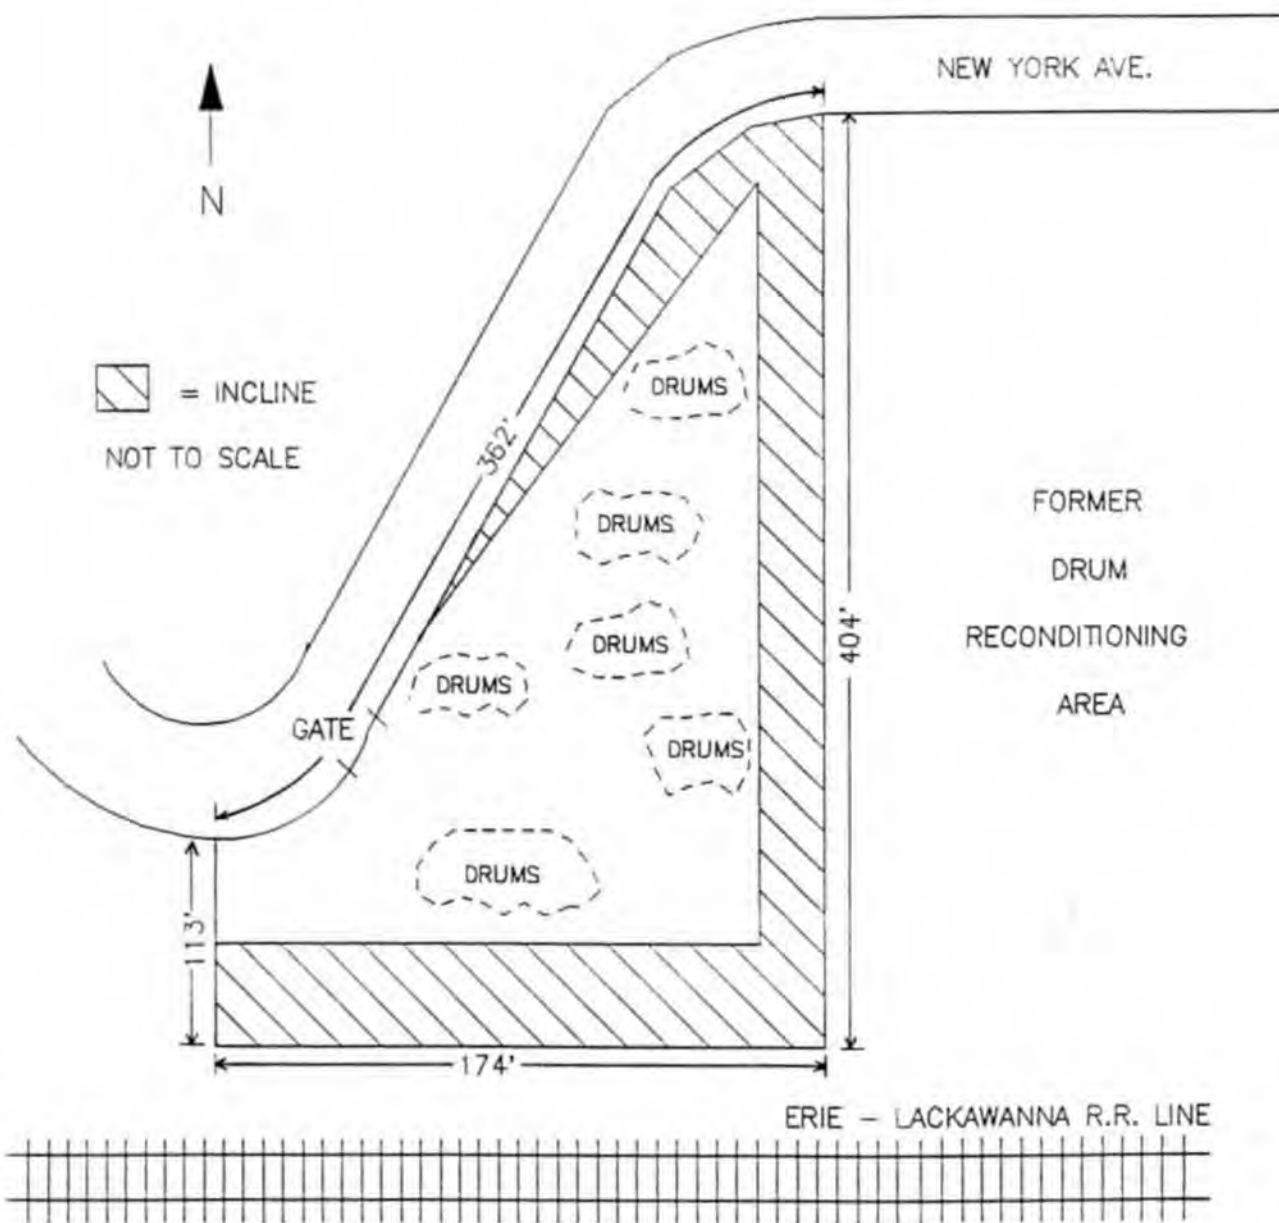 NEW YORK AVE.
N
= INCLINE
NOT TO SCALE
362'
DRUMS
DRUMS
DRUMS
DRUMS
DRUMS
DRUMS
GATE
FORMER
DRUM
RECONDITIONING
AREA
404'
113'
174'
ERIE - LACKAWANNA R.R. LINE